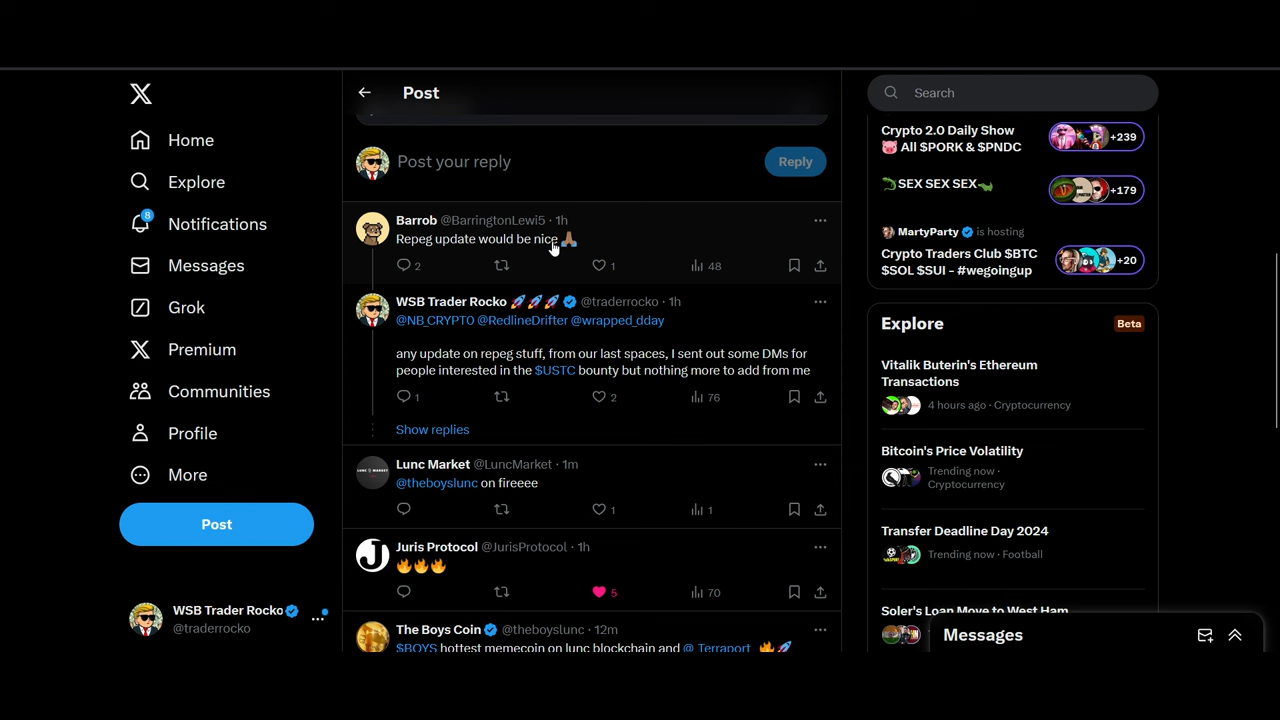 Home
Explore
8
Notifications
Messages
Grok
Premium
Communities
Profile
More
Post
WSB Trader Rocko
@traderrocko
Post
Post your reply
Reply
Barrob @BarringtonLewi5 · 1h
Repeg update would be nice 🙏🏾
2 1 48
WSB Trader Rocko 🚀🚀🚀 @traderrocko · 1h
@NB_CRYPT0 @RedlineDrifter @wrapped_dday
any update on repeg stuff, from our last spaces, I sent out some DMs for
people interested in the $USTC bounty but nothing more to add from me
1 2 76
Show replies
Lunc Market @LuncMarket · 1m
@theboyslunc on fireeee
1 1
Juris Protocol @JurisProtocol · 1h
🔥🔥🔥
5 70
The Boys Coin @theboyslunc · 12m
$BOYS hottest memecoin on lunc blockchain and @_Terraport_ 🔥🚀
Search
Crypto 2.0 Daily Show
🐷 All $PORK & $PNDC
+239
🦎SEX SEX SEX🐊
+179
MartyParty is hosting
Crypto Traders Club $BTC
$SOL $SUI - #wegoingup
+20
Explore
Beta
Vitalik Buterin's Ethereum
Transactions
4 hours ago · Cryptocurrency
Bitcoin's Price Volatility
Trending now ·
Cryptocurrency
Transfer Deadline Day 2024
Trending now · Football
Soler's Loan Move to West Ham
Messages